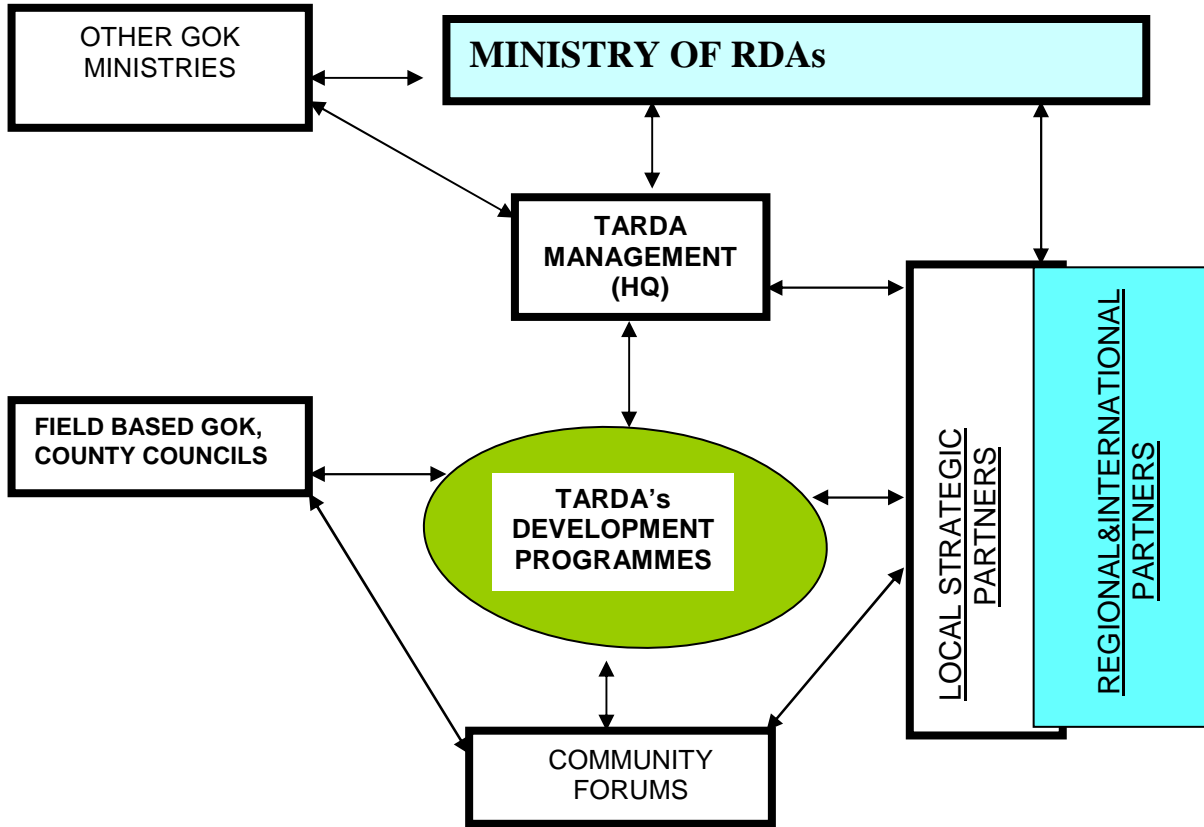 OTHER GOK
MINISTRIES
MINISTRY OF RDAs
TARDA
MANAGEMENT
(HQ)
FIELD BASED GOK,
COUNTY COUNCILS
TARDA's
DEVELOPMENT
PROGRAMMES
LOCAL STRATEGIC
PARTNERS
REGIONAL&INTERNATIONAL
PARTNERS
COMMUNITY
FORUMS